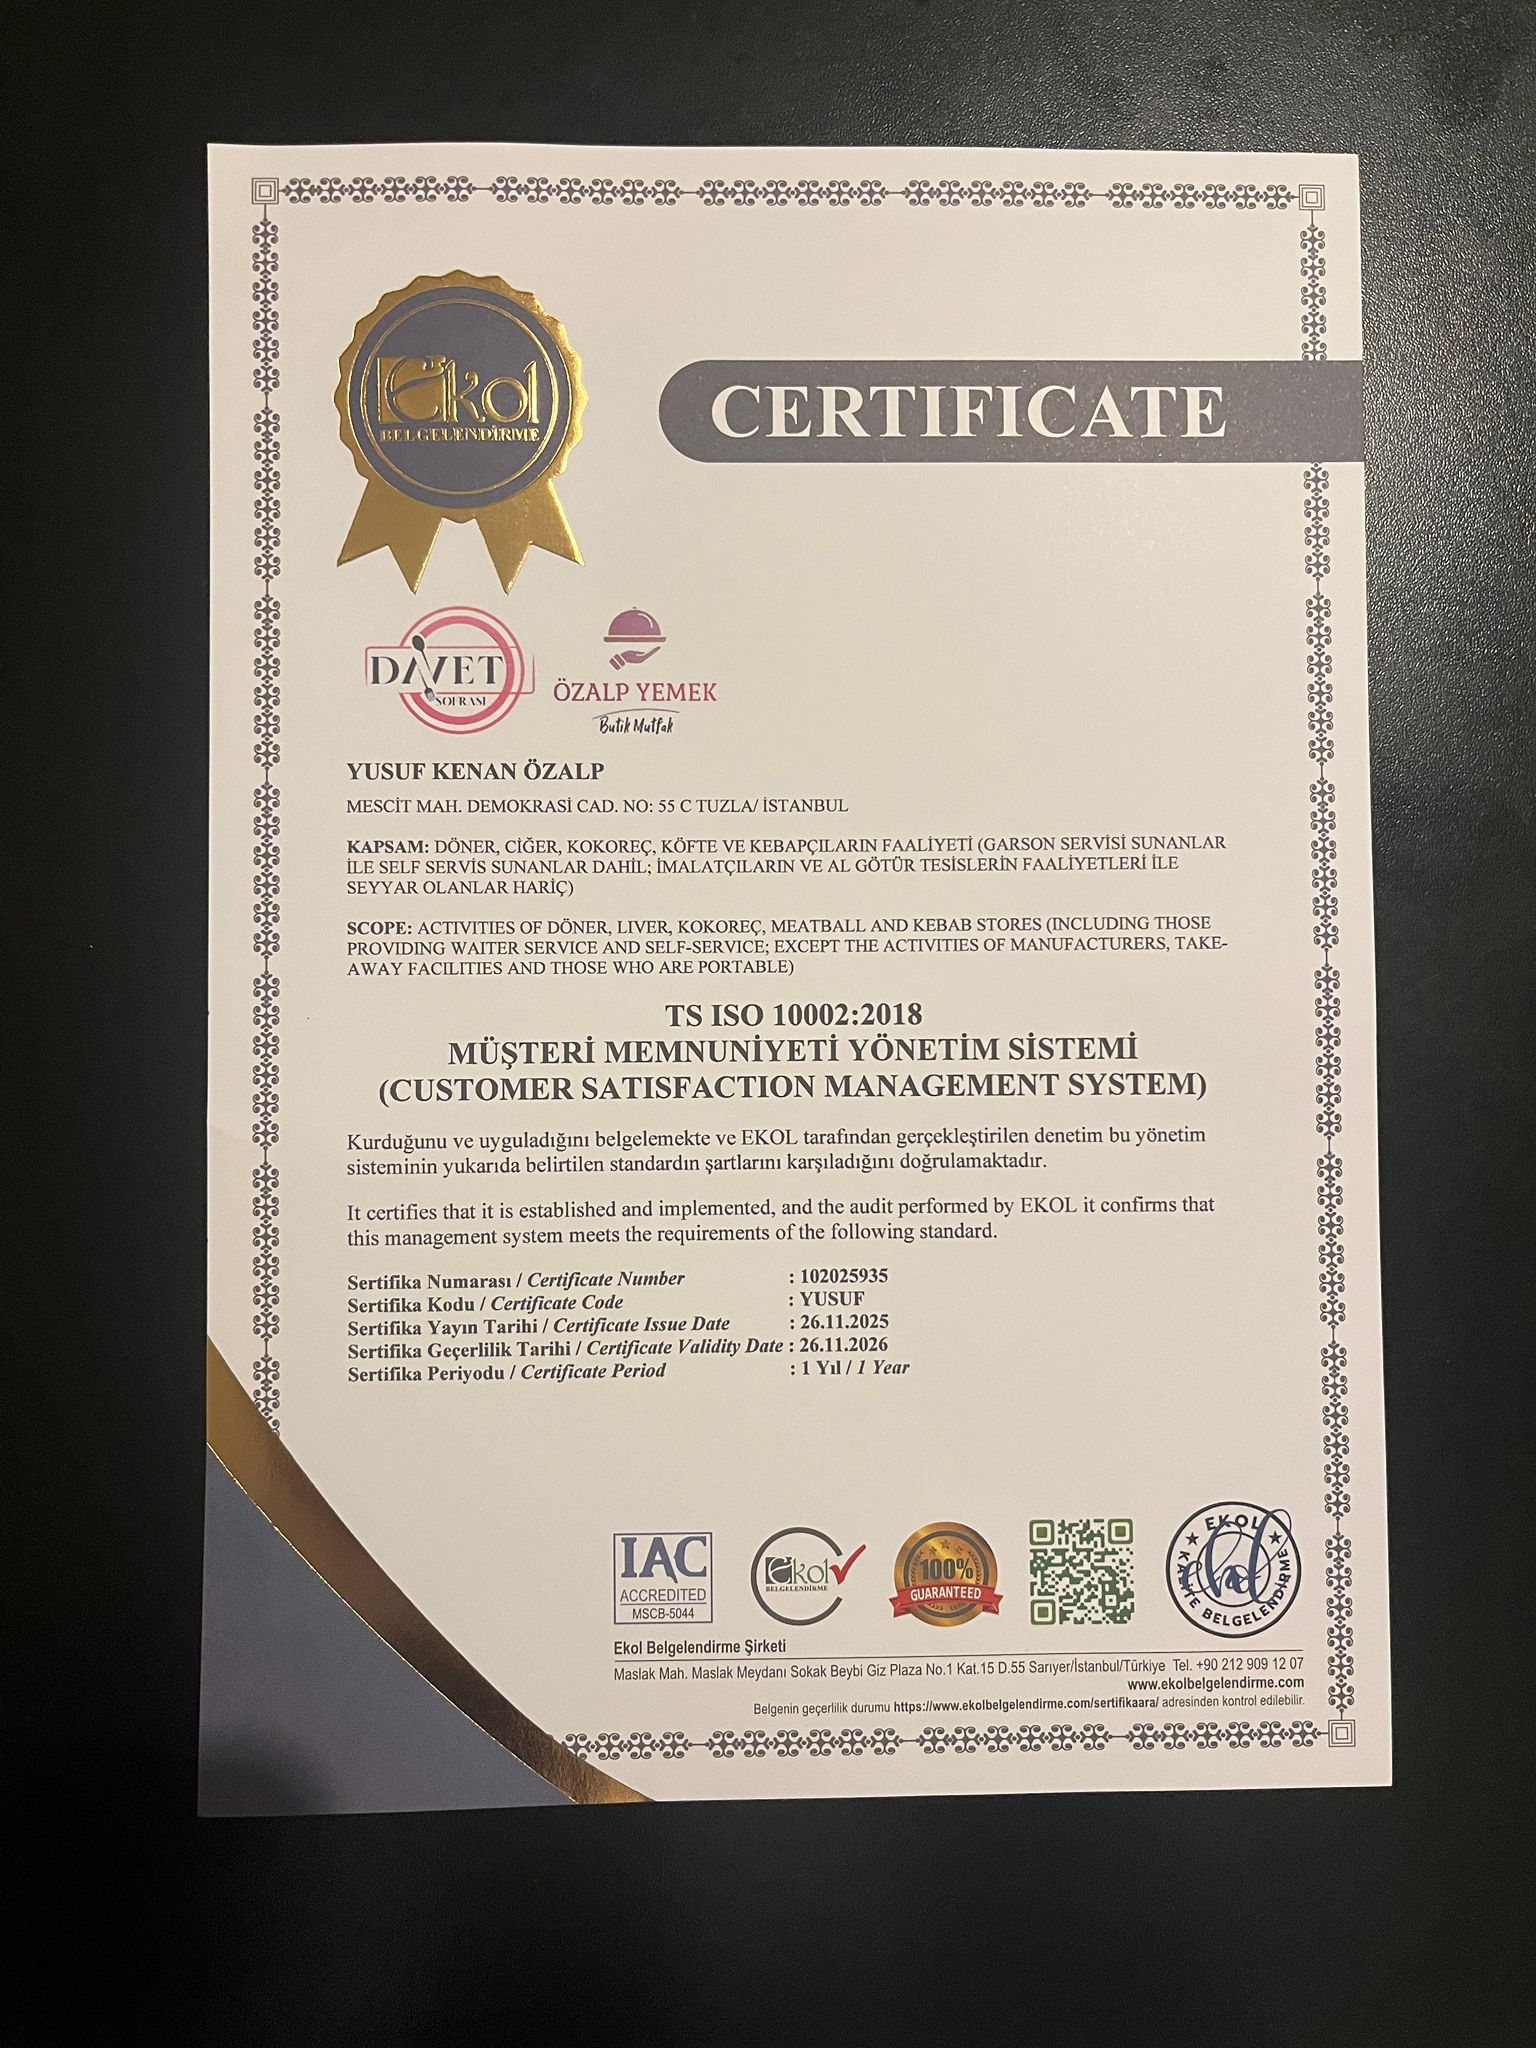 Ekol
BELGELENDİRME
CERTIFICATE
DAVET
SOFRASI
ÖZALP YEMEK
Butik Mutfak
YUSUF KENAN ÖZALP
MESCİT MAH. DEMOKRASİ CAD. NO: 55 C TUZLA/ İSTANBUL
KAPSAM: DÖNER, CİĞER, KOKOREÇ, KÖFTE VE KEBAPÇILARIN FAALİYETİ (GARSON SERVİSİ SUNANLAR
İLE SELF SERVİS SUNANLAR DAHİL; İMALATÇILARIN VE AL GÖTÜR TESİSLERİN FAALİYETLERİ İLE
SEYYAR OLANLAR HARİÇ)
SCOPE: ACTIVITIES OF DÖNER, LIVER, KOKOREÇ, MEATBALL AND KEBAB STORES (INCLUDING THOSE
PROVIDING WAITER SERVICE AND SELF-SERVICE; EXCEPT THE ACTIVITIES OF MANUFACTURERS, TAKE-
AWAY FACILITIES AND THOSE WHO ARE PORTABLE)
TS ISO 10002:2018
MÜŞTERİ MEMNUNİYETİ YÖNETİM SİSTEMİ
(CUSTOMER SATISFACTION MANAGEMENT SYSTEM)
Kurduğunu ve uyguladığını belgelemekte ve EKOL tarafından gerçekleştirilen denetim bu yönetim
sisteminin yukarıda belirtilen standardın şartlarını karşıladığını doğrulamaktadır.
It certifies that it is established and implemented, and the audit performed by EKOL it confirms that
this management system meets the requirements of the following standard.
Sertifika Numarası / Certificate Number : 102025935
Sertifika Kodu / Certificate Code : YUSUF
Sertifika Yayın Tarihi / Certificate Issue Date : 26.11.2025
Sertifika Geçerlilik Tarihi / Certificate Validity Date : 26.11.2026
Sertifika Periyodu / Certificate Period : 1 Yıl / 1 Year
IAC
ACCREDITED
MSCB-5044
Ekol
BELGELENDİRME
100%
GUARANTEED
EKOL
KALİTE BELGELENDİRME
Ekol Belgelendirme Şirketi
Maslak Mah. Maslak Meydanı Sokak Beybi Giz Plaza No.1 Kat.15 D.55 Sarıyer/İstanbul/Türkiye Tel. +90 212 909 12 07
www.ekolbelgelendirme.com
Belgenin geçerlilik durumu https://www.ekolbelgelendirme.com/sertifikaara/ adresinden kontrol edilebilir.